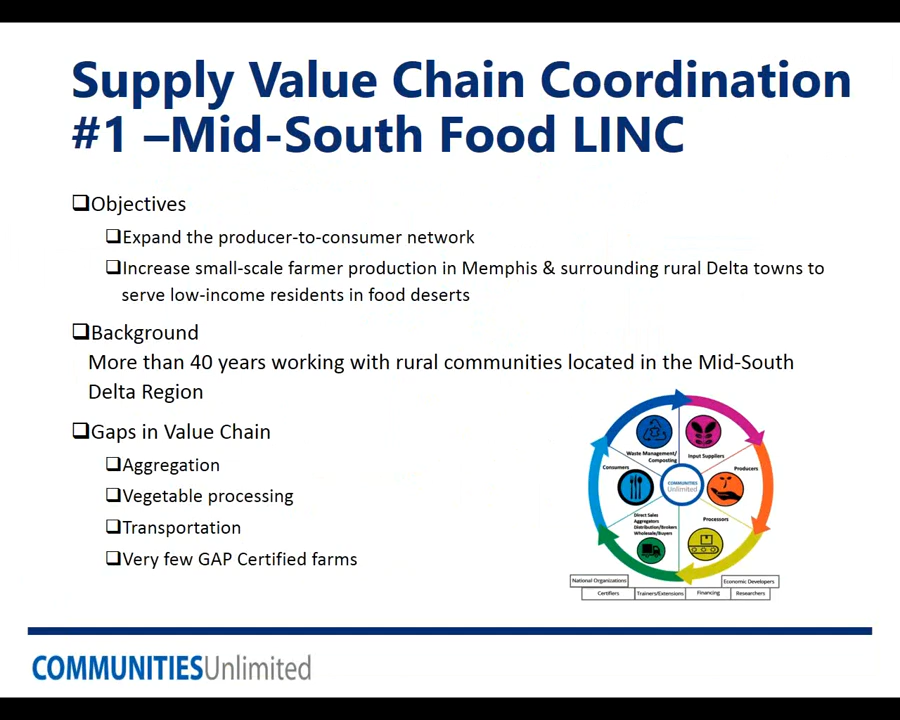 Supply Value Chain Coordination
#1 –Mid-South Food LINC
❑Objectives
❑Expand the producer-to-consumer network
❑Increase small-scale farmer production in Memphis & surrounding rural Delta towns to
serve low-income residents in food deserts
❑Background
More than 40 years working with rural communities located in the Mid-South
Delta Region
❑Gaps in Value Chain
❑Aggregation
❑Vegetable processing
❑Transportation
❑Very few GAP Certified farms
Waste Management/
Composting
Input Suppliers
Consumers
Producers
COMMUNITIES
Unlimited
Direct Sales
Aggregators
Distribution/Brokers
Wholesale/Buyers
Processors
National Organizations
Economic Developers
Certifiers
Trainers/Extensions
Financing
Researchers
COMMUNITIESUnlimited